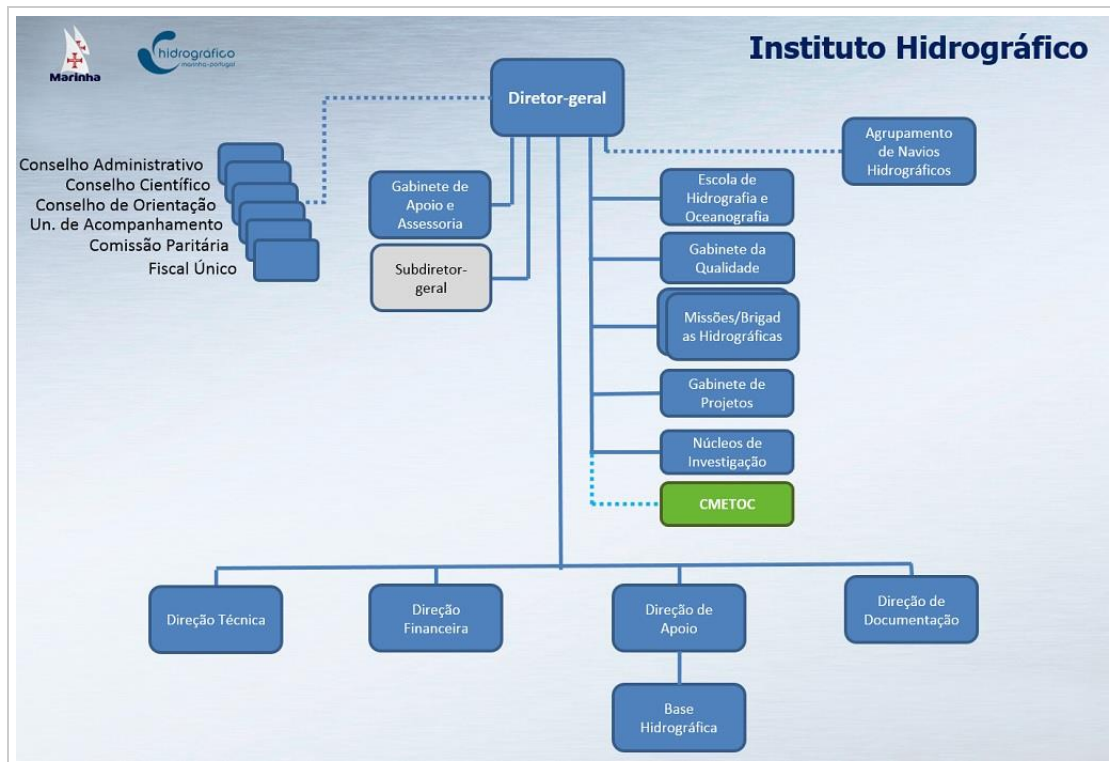 Marinha
hidrográfico
marinha-portugal
Instituto Hidrográfico
Diretor-geral
Agrupamento
de Navios
Hidrográficos
Conselho Administrativo
Conselho Científico
Conselho de Orientação
Un. de Acompanhamento
Comissão Paritária
Fiscal Único
Gabinete de
Apoio e
Assessoria
Subdiretor-
geral
Escola de
Hidrografia e
Oceanografia
Gabinete da
Qualidade
Missões/Brigad
as Hidrográficas
Gabinete de
Projetos
Núcleos de
Investigação
CMETOC
Direção Técnica
Direção
Financeira
Direção de
Apoio
Direção de
Documentação
Base
Hidrográfica